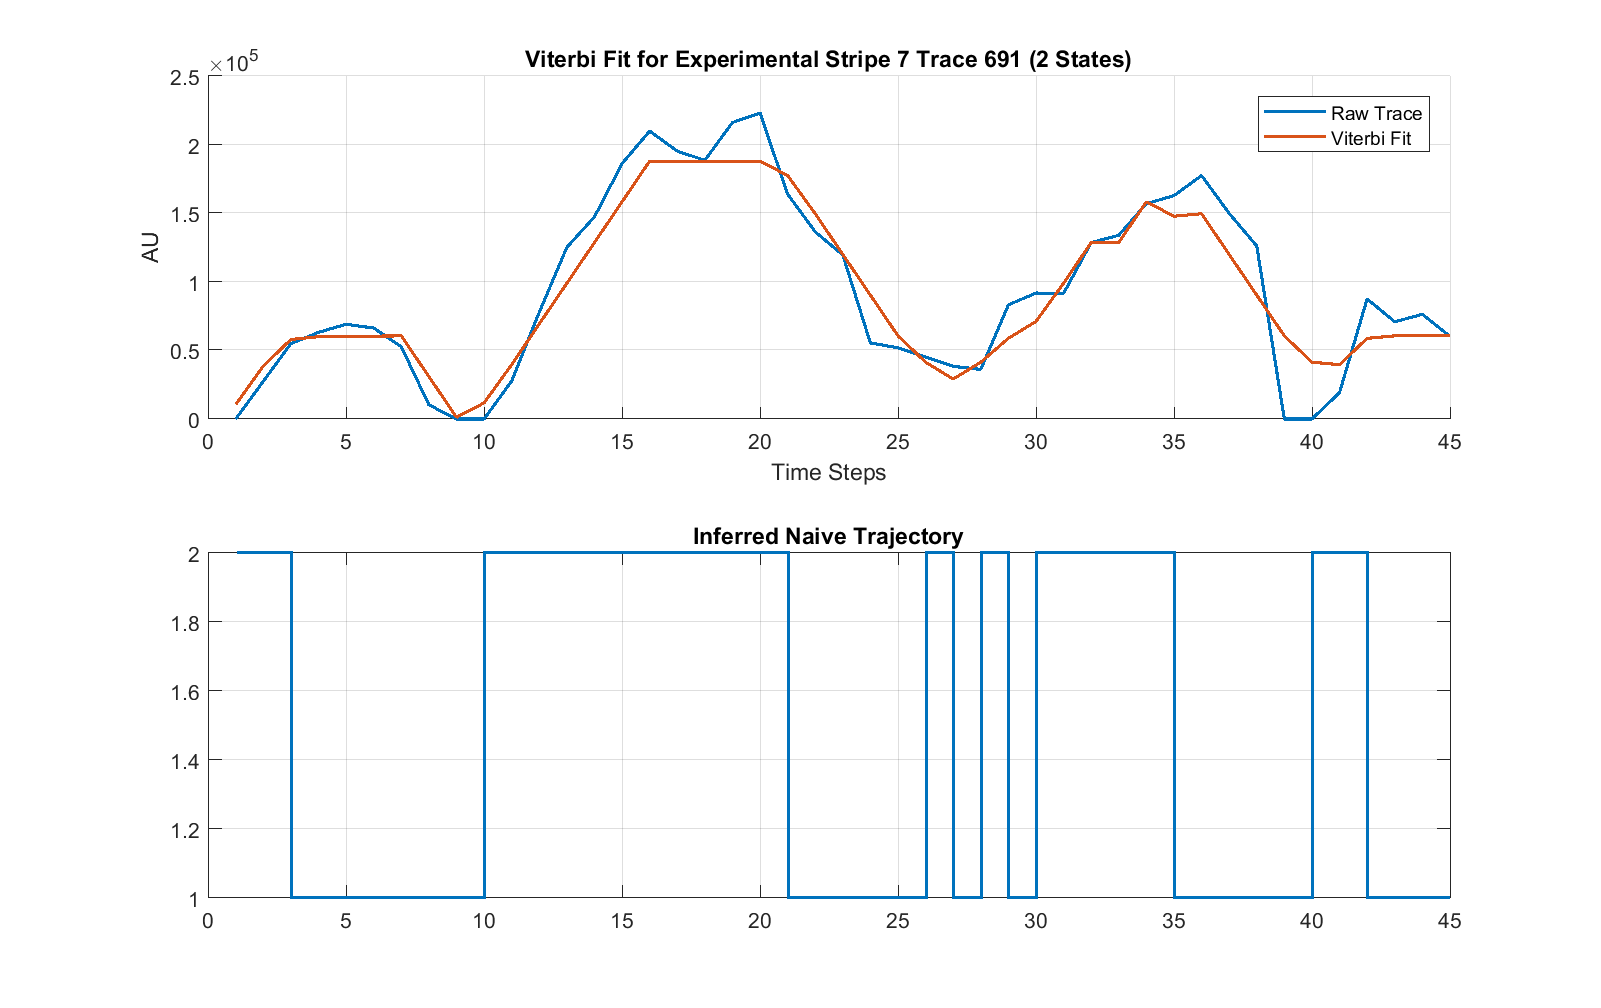 Viterbi Fit for Experimental Stripe 7 Trace 691 (2 States)
×10^5
2.5
2
1.5
1
0.5
0
AU
Raw Trace
Viterbi Fit
0 5 10 15 20 25 30 35 40 45
Time Steps
Inferred Naive Trajectory
2
1.8
1.6
1.4
1.2
1
0 5 10 15 20 25 30 35 40 45